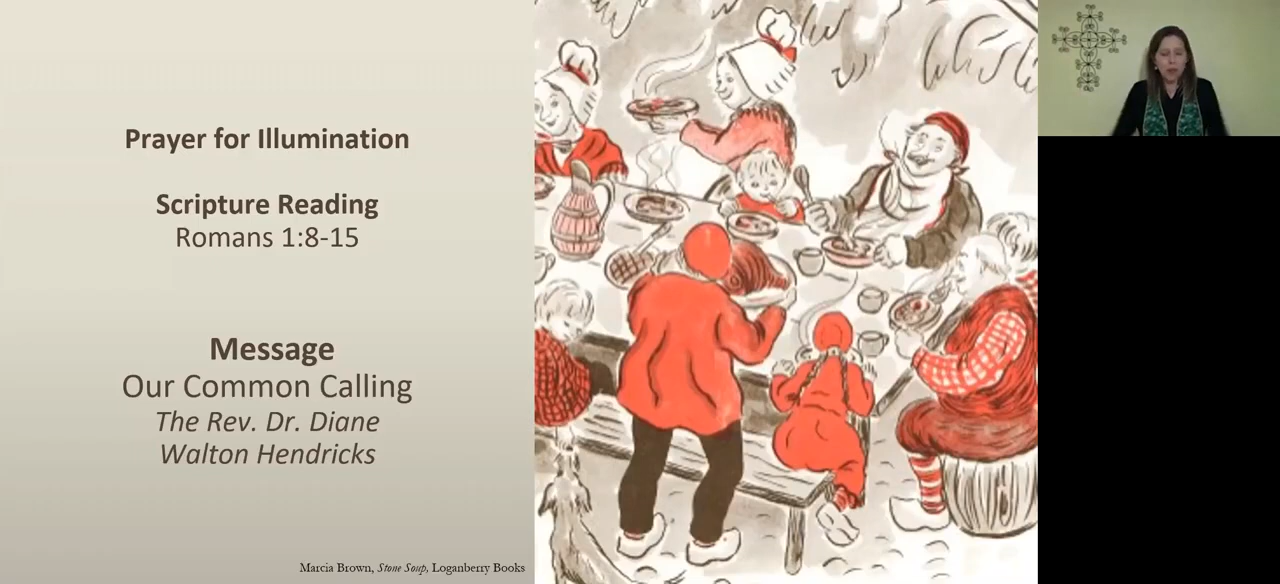 Prayer for Illumination
Scripture Reading
Romans 1:8-15
Message
Our Common Calling
The Rev. Dr. Diane
Walton Hendricks
Marcia Brown, Stone Soup, Loganberry Books